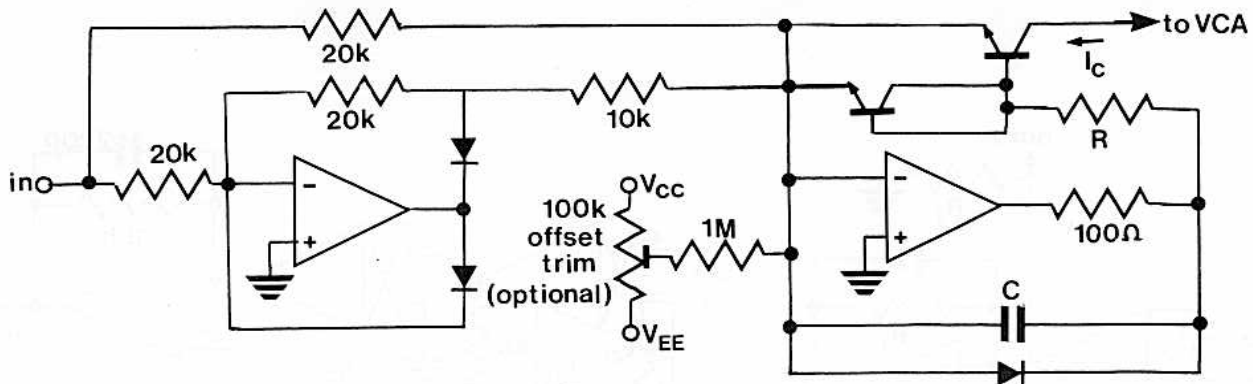 20k
to VCA
I_C
20k
10k
R
20k
in
−
+
V_CC
100k
offset
trim
(optional)
1M
V_EE
−
+
100Ω
C